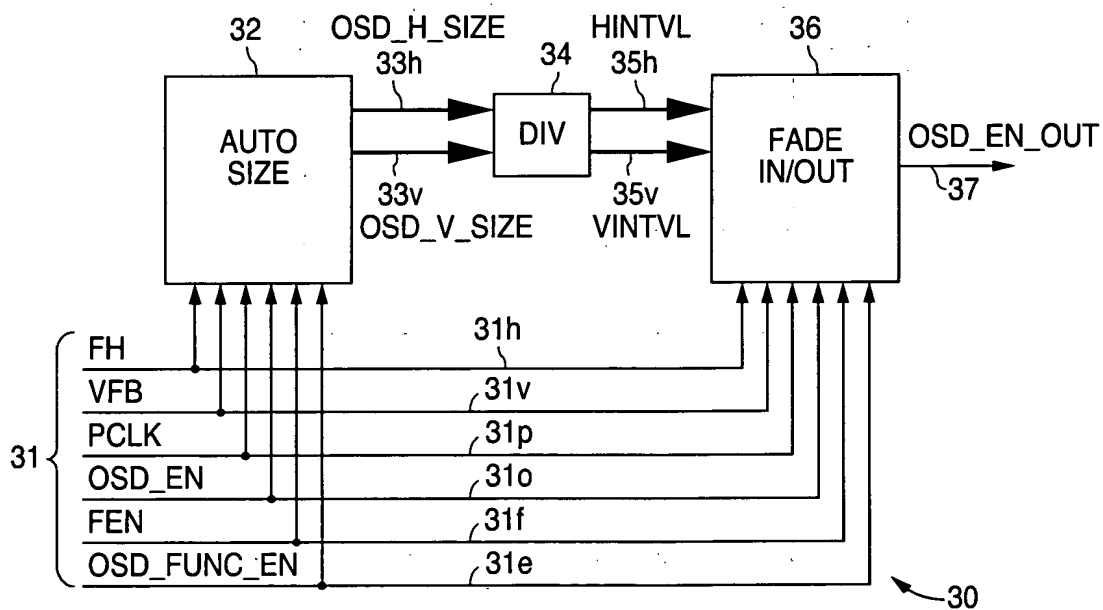 32
OSD_H_SIZE
33h
34
HINTVL
35h
36
AUTO
SIZE
DIV
FADE
IN/OUT
OSD_EN_OUT
37
33v
OSD_V_SIZE
35v
VINTVL
31
FH
31h
VFB
31v
PCLK
31p
OSD_EN
31o
FEN
31f
OSD_FUNC_EN
31e
30